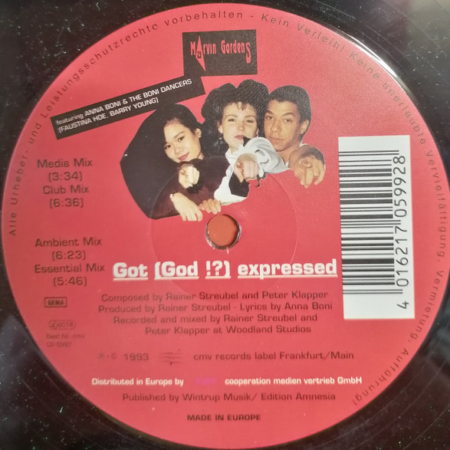 Alle Urheber- und Leistungsschutzrechte vorbehalten - Kein Verleih! Keine
Vervielfältigung, Vermietung, Aufführung!
Marvin Gardens
featuring ANNA BONI & THE BONI DANCERS
(FAUSTINA HOE, BARRY YOUNG)
Media Mix
(3:34)
Club Mix
(6:36)
Ambient Mix
(6:23)
Essential Mix
(5:46)
Got (God !?) expressed
4 016217 059928
GEMA
Composed by Rainer Streubel and Peter Klapper
Produced by Rainer Streubel · Lyrics by Anna Boni
Recorded and mixed by Rainer Streubel and
Peter Klapper at Woodland Studios
1993
cmv records label Frankfurt/Main
Distributed in Europe by
cooperation medien vertrieb GmbH
Published by Wintrup Musik/ Edition Amnesia
MADE IN EUROPE